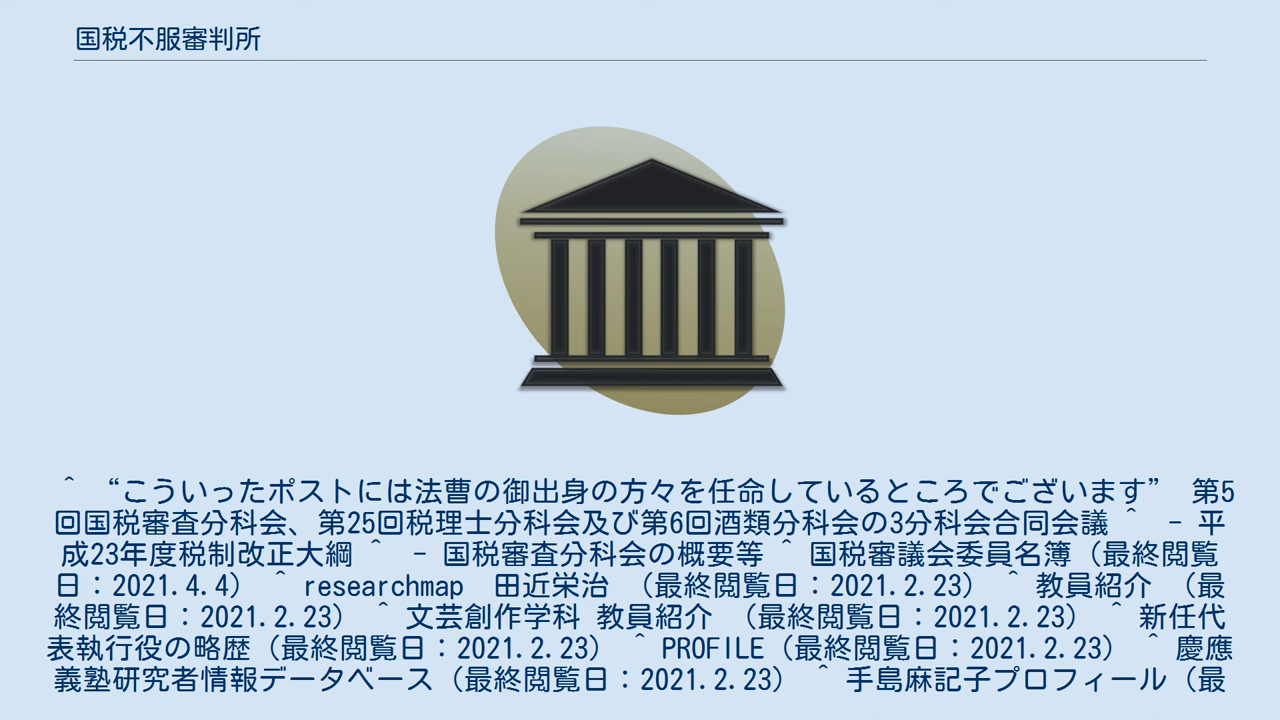 国税不服審判所
＾ “こういったポストには法曹の御出身の方々を任命しているところでございます” 第5
回国税審査分科会、第25回税理士分科会及び第6回酒類分科会の3分科会合同会議 ＾ － 平
成23年度税制改正大綱 ＾ － 国税審査分科会の概要等 ＾ 国税審議会委員名簿（最終閲覧
日：2021.4.4） ＾ researchmap 田近栄治 （最終閲覧日：2021.2.23） ＾ 教員紹介 （最
終閲覧日：2021.2.23） ＾ 文芸創作学科 教員紹介 （最終閲覧日：2021.2.23） ＾ 新任代
表執行役の略歴（最終閲覧日：2021.2.23） ＾ PROFILE（最終閲覧日：2021.2.23） ＾ 慶應
義塾研究者情報データベース（最終閲覧日：2021.2.23） ＾ 手島麻記子プロフィール（最